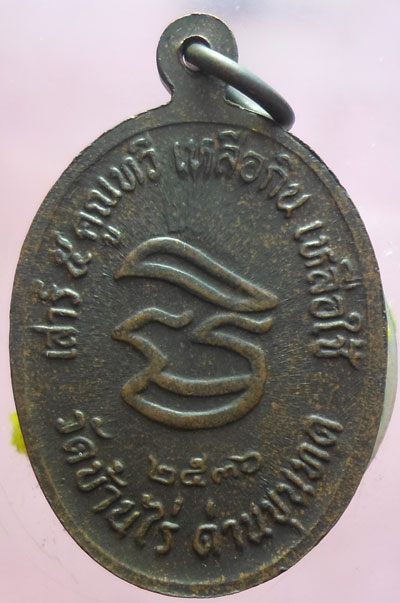 เสาร์ ๕ คูณทวี เหลือกิน เหลือใช้
๒๕๓๖
วัดบ้านไร่ ด่านขุนทด